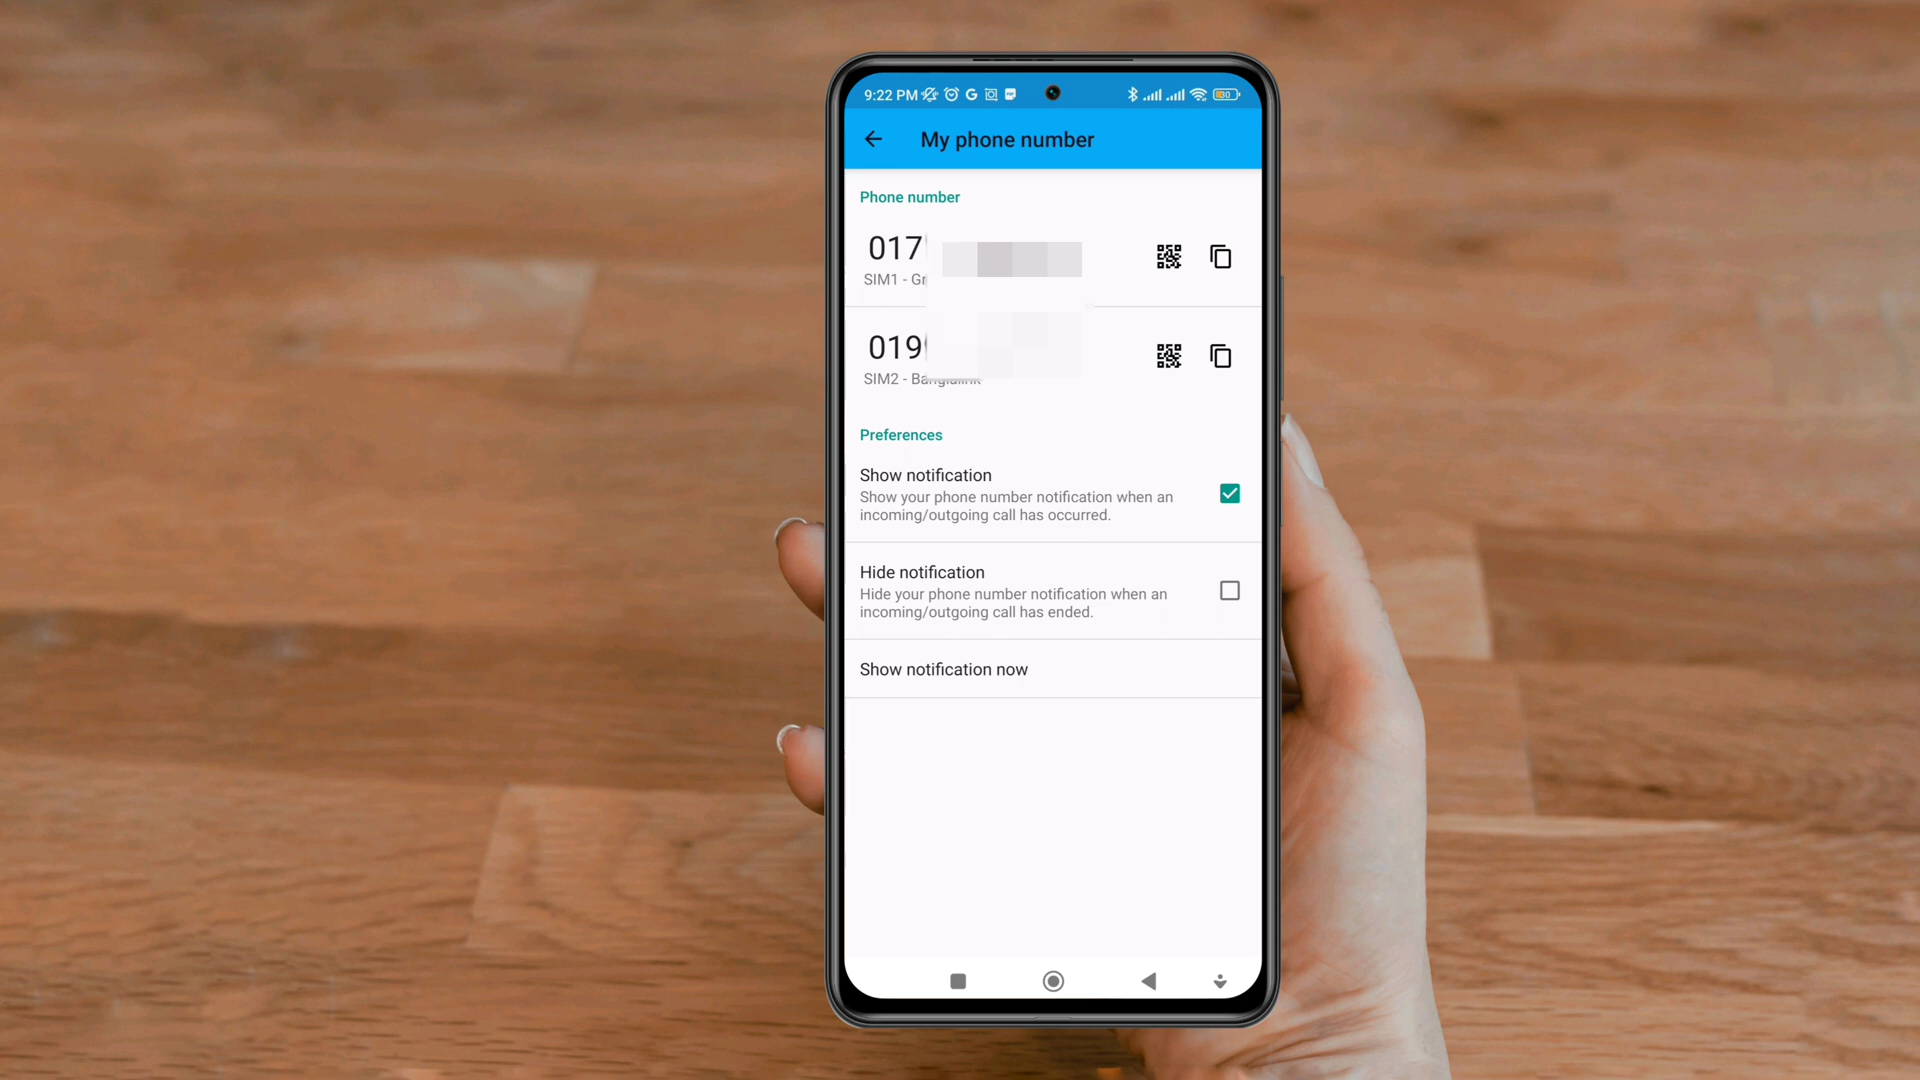 9:22 PM
30
My phone number
Phone number
017
SIM1 - Gr
019
SIM2 - Banglalink
Preferences
Show notification
Show your phone number notification when an
incoming/outgoing call has occurred.
Hide notification
Hide your phone number notification when an
incoming/outgoing call has ended.
Show notification now